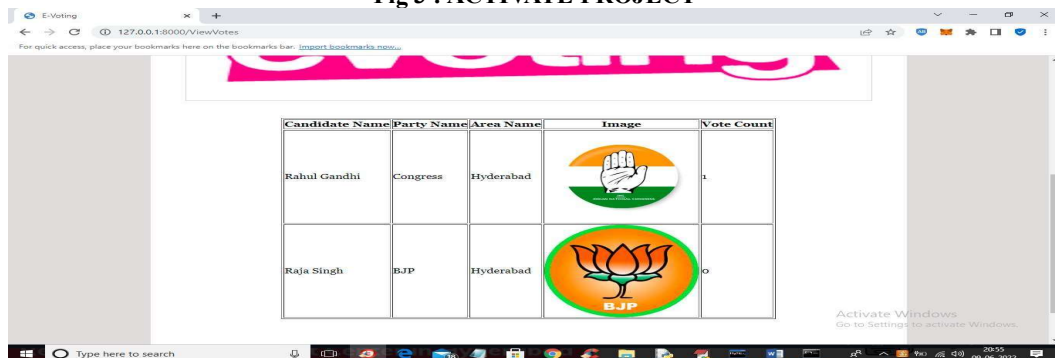 Fig 5 : ACTIVATE PROJECT
E-Voting
127.0.0.1:8000/ViewVotes
For quick access, place your bookmarks here on the bookmarks bar. Import bookmarks now...
Candidate Name Party Name Area Name Image Vote Count
Rahul Gandhi Congress Hyderabad 1
INDIAN NATIONAL CONGRESS
Raja Singh BJP Hyderabad 0
BJP
Activate Windows
Go to Settings to activate Windows.
Type here to search
20:55